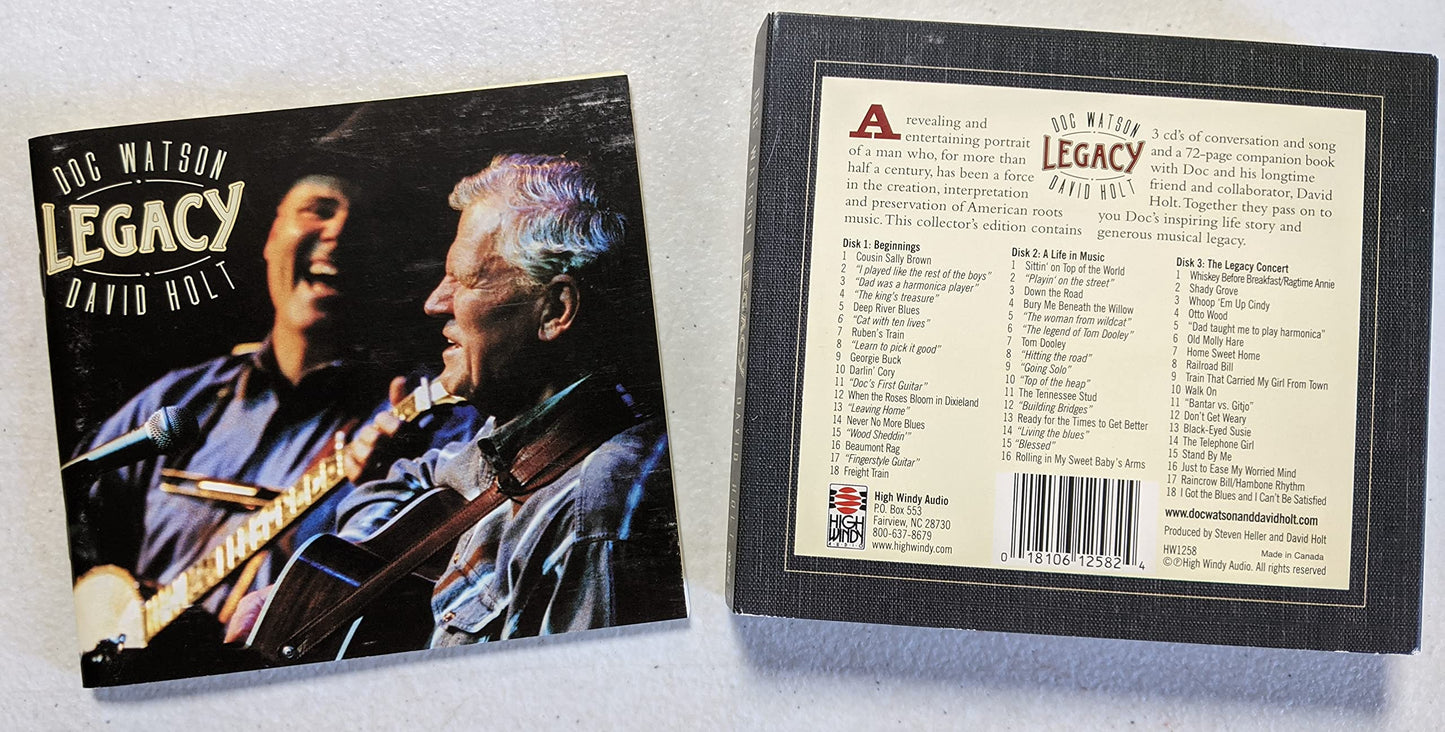 DOC WATSON
LEGACY
DAVID HOLT
A revealing and
entertaining portrait
of a man who, for more than
half a century, has been a force
in the creation, interpretation
and preservation of American roots
music. This collector's edition contains
DOC WATSON
LEGACY
DAVID HOLT
3 cd's of conversation and song
and a 72-page companion book
with Doc and his longtime
friend and collaborator, David
Holt. Together they pass on to
you Doc's inspiring life story and
generous musical legacy.
Disk 1: Beginnings
1 Cousin Sally Brown
2 "I played like the rest of the boys"
3 "Dad was a harmonica player"
4 "The king's treasure"
5 Deep River Blues
6 "Cat with ten lives"
7 Ruben's Train
8 "Learn to pick it good"
9 Georgie Buck
10 Darlin' Cory
11 "Doc's First Guitar"
12 When the Roses Bloom in Dixieland
13 "Leaving Home"
14 Never No More Blues
15 "Wood Sheddin'"
16 Beaumont Rag
17 "Fingerstyle Guitar"
18 Freight Train
Disk 2: A Life in Music
1 Sittin' on Top of the World
2 "Playin' on the street"
3 Down the Road
4 Bury Me Beneath the Willow
5 "The woman from wildcat"
6 "The legend of Tom Dooley"
7 Tom Dooley
8 "Hitting the road"
9 "Going Solo"
10 "Top of the heap"
11 The Tennessee Stud
12 "Building Bridges"
13 Ready for the Times to Get Better
14 "Living the blues"
15 "Blessed"
16 Rolling in My Sweet Baby's Arms
Disk 3: The Legacy Concert
1 Whiskey Before Breakfast/Ragtime Annie
2 Shady Grove
3 Whoop 'Em Up Cindy
4 Otto Wood
5 "Dad taught me to play harmonica"
6 Old Molly Hare
7 Home Sweet Home
8 Railroad Bill
9 Train That Carried My Girl From Town
10 Walk On
11 "Bantar vs. Gitjo"
12 Don't Get Weary
13 Black-Eyed Susie
14 The Telephone Girl
15 Stand By Me
16 Just to Ease My Worried Mind
17 Raincrow Bill/Hambone Rhythm
18 I Got the Blues and I Can't Be Satisfied
HIGH
WINDY
AUDIO
High Windy Audio
P.O. Box 553
Fairview, NC 28730
800-637-8679
www.highwindy.com
0 18106 12582 4
www.docwatsonanddavidholt.com
Produced by Steven Heller and David Holt
HW1258 Made in Canada
©℗High Windy Audio. All rights reserved
DOC WATSON LEGACY DAVID HOLT